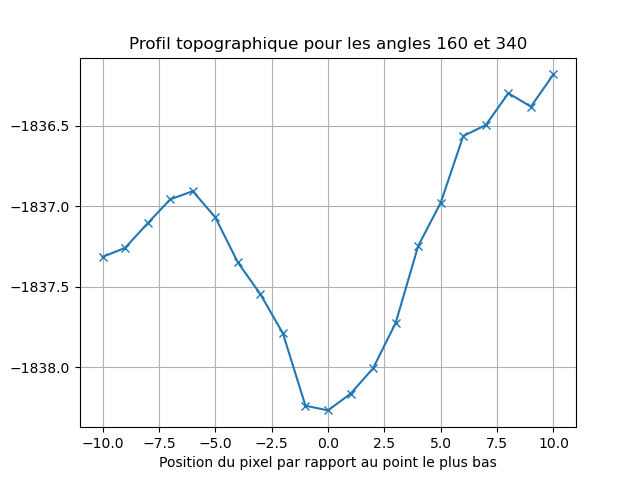 Profil topographique pour les angles 160 et 340
−1836.5
−1837.0
−1837.5
−1838.0
−10.0 −7.5 −5.0 −2.5 0.0 2.5 5.0 7.5 10.0
Position du pixel par rapport au point le plus bas